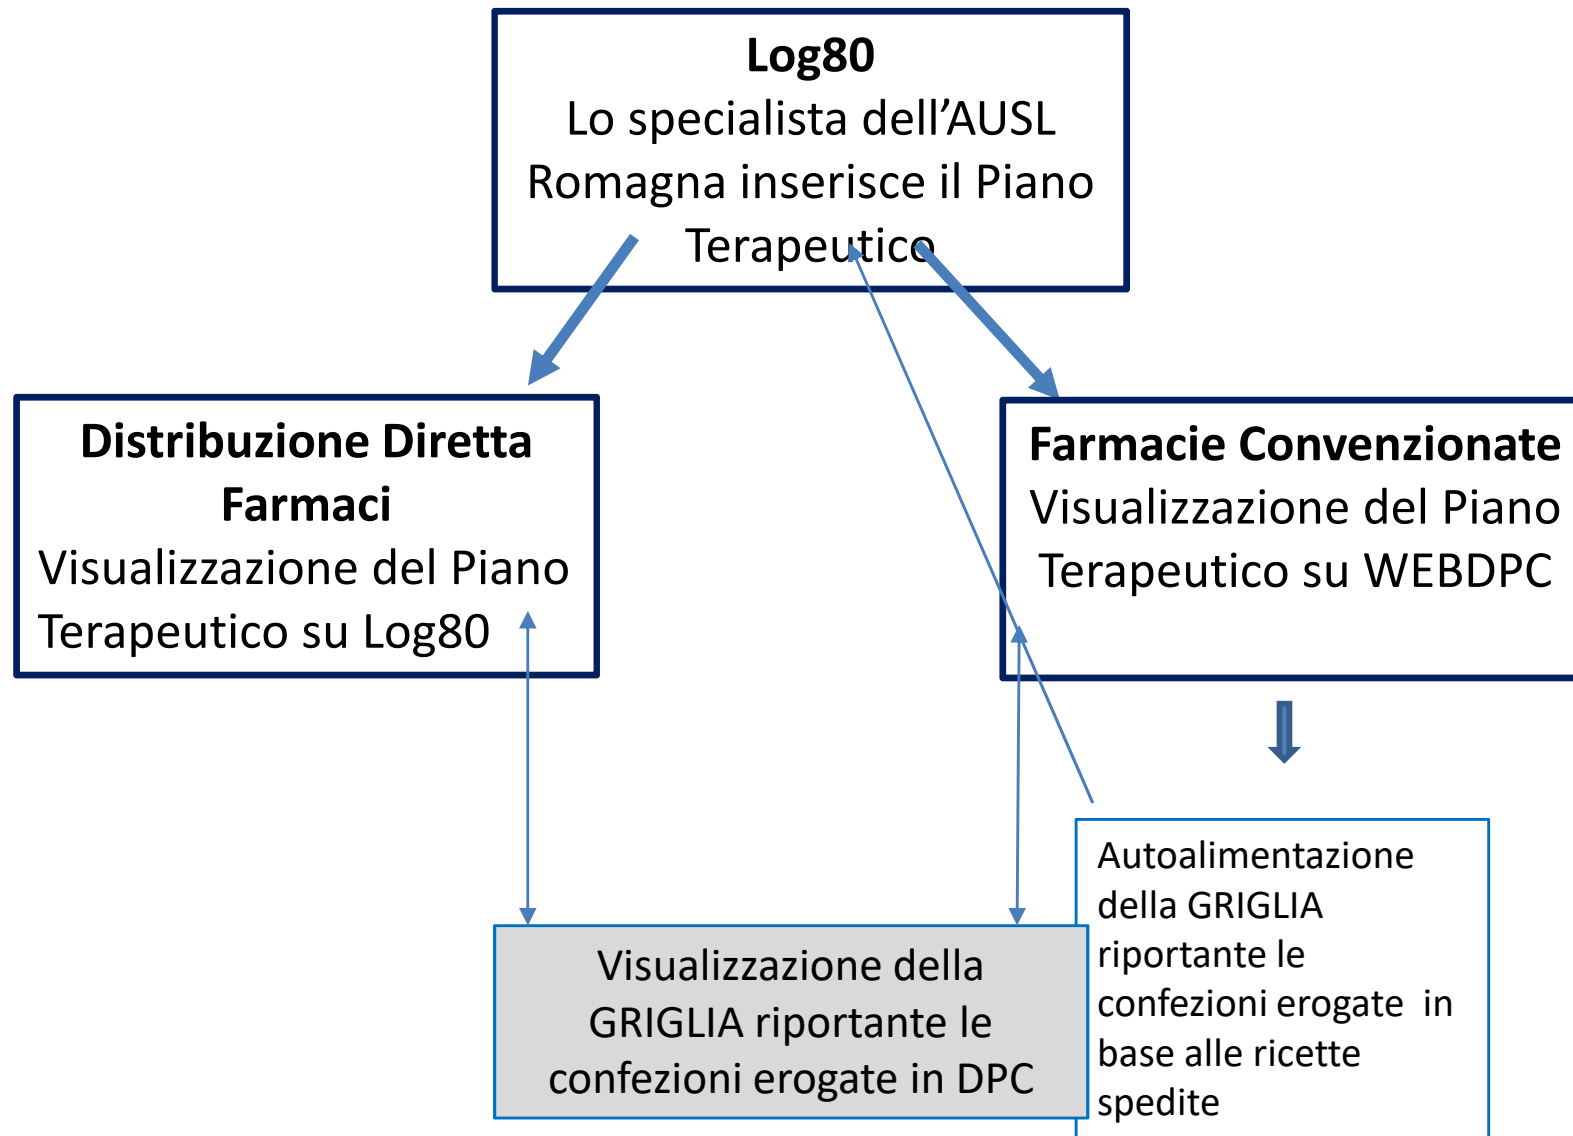 Log80
Lo specialista dell’AUSL
Romagna inserisce il Piano
Terapeutico
Distribuzione Diretta
Farmaci
Visualizzazione del Piano
Terapeutico su Log80
Farmacie Convenzionate
Visualizzazione del Piano
Terapeutico su WEBDPC
Visualizzazione della
GRIGLIA riportante le
confezioni erogate in DPC
Autoalimentazione
della GRIGLIA
riportante le
confezioni erogate in
base alle ricette
spedite